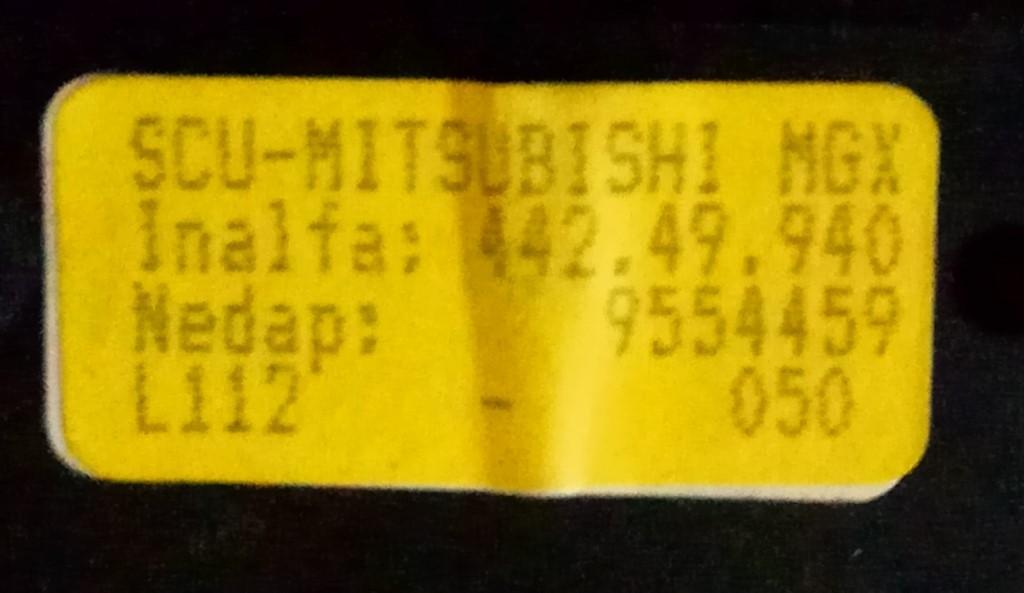 SCU-MITSUBISHI MGX
Inalfa: 442.49.940
Nedap: 9554459
L112 - 050